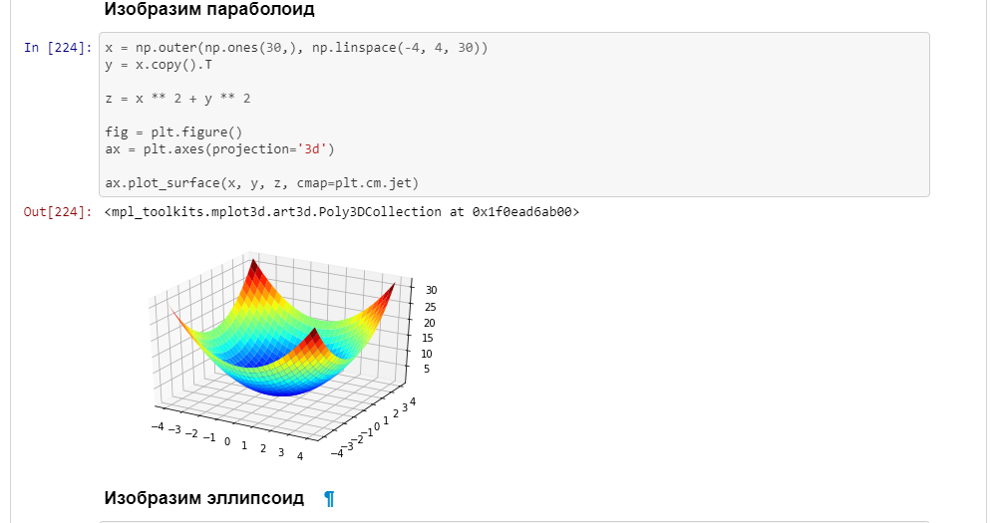 Изобразим параболоид
In [224]: x = np.outer(np.ones(30,), np.linspace(-4, 4, 30))
y = x.copy().T
z = x ** 2 + y ** 2
fig = plt.figure()
ax = plt.axes(projection='3d')
ax.plot_surface(x, y, z, cmap=plt.cm.jet)
Out[224]: <mpl_toolkits.mplot3d.art3d.Poly3DCollection at 0x1f0ead6ab00>
30
25
20
15
10
5
−4 −3 −2 −1 0 1 2 3 4
−4 −3 −2 −1 0 1 2 3 4
Изобразим эллипсоид ¶